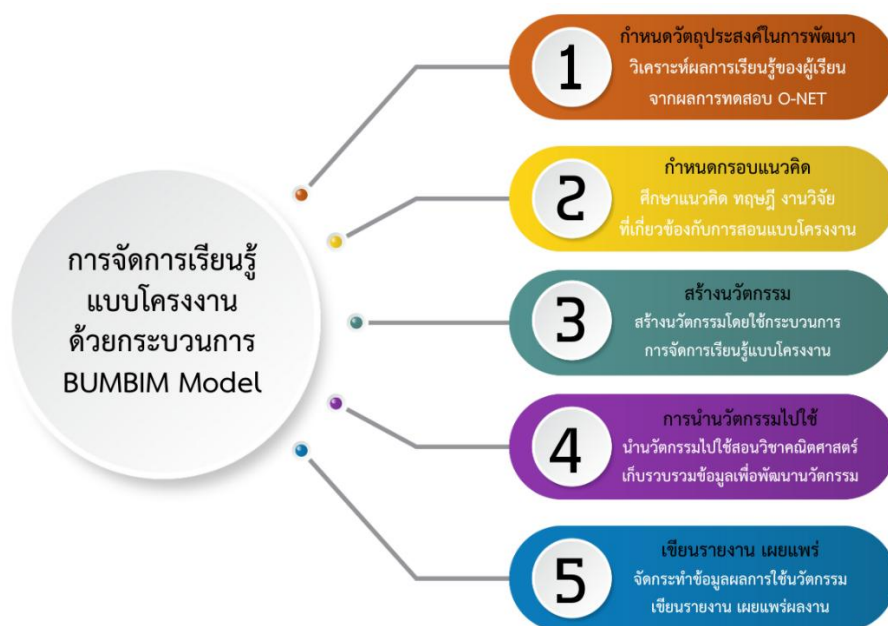 การจัดการเรียนรู้
แบบโครงงาน
ด้วยกระบวนการ
BUMBIM Model
1
กำหนดวัตถุประสงค์ในการพัฒนา
วิเคราะห์ผลการเรียนรู้ของผู้เรียน
จากผลการทดสอบ O-NET
2
กำหนดกรอบแนวคิด
ศึกษาแนวคิด ทฤษฎี งานวิจัย
ที่เกี่ยวข้องกับการสอนแบบโครงงาน
3
สร้างนวัตกรรม
สร้างนวัตกรรมโดยใช้กระบวนการ
การจัดการเรียนรู้แบบโครงงาน
4
การนำนวัตกรรมไปใช้
นำนวัตกรรมไปใช้สอนวิชาคณิตศาสตร์
เก็บรวบรวมข้อมูลเพื่อพัฒนานวัตกรรม
5
เขียนรายงาน เผยแพร่
จัดกระทำข้อมูลผลการใช้นวัตกรรม
เขียนรายงาน เผยแพร่ผลงาน